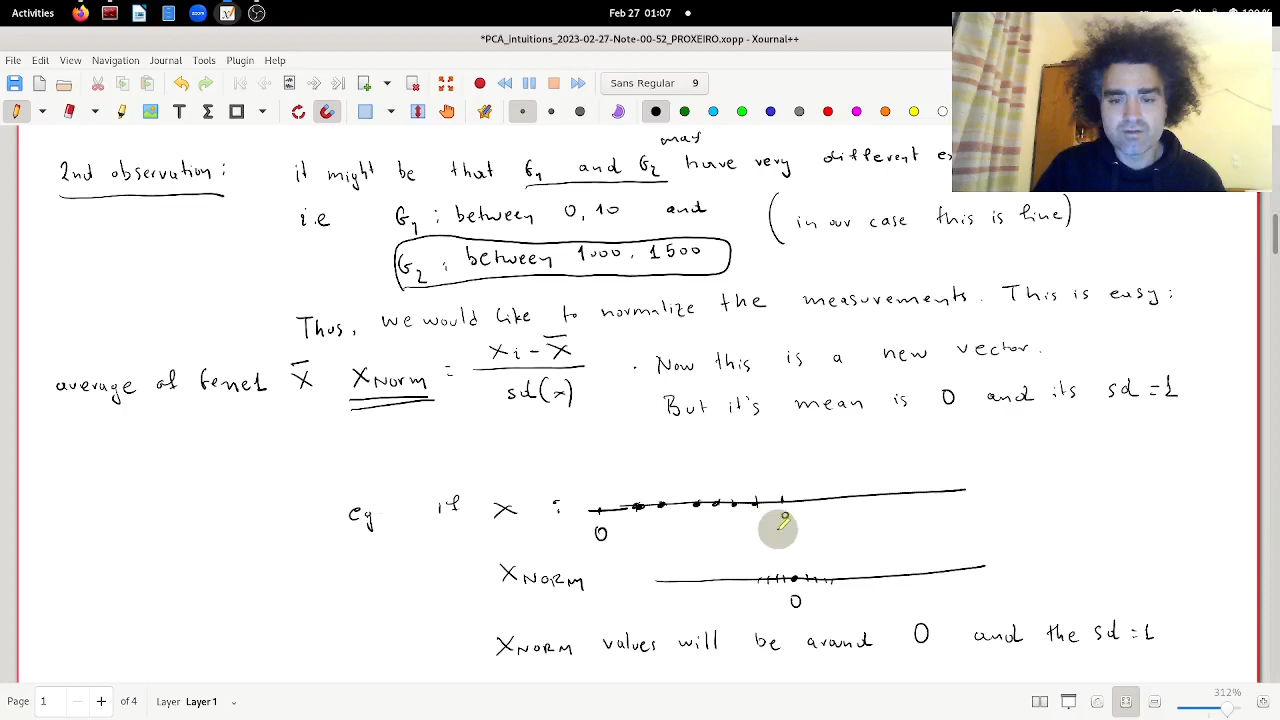 Activities
Feb 27 01:07
100 %
*PCA_intuitions_2023-02-27-Note-00-52_PROXEIRO.xopp - Xournal++
File Edit View Navigation Journal Tools Plugin Help
Sans Regular 9
may
2nd observation: it might be that G1 and G2 have very different
i.e G1 : between 0, 10 and (in our case this is fine)
G2 : between 1000, 1500
Thus, we would like to normalize the measurements. This is easy:
average of Gene1 X̅ XNORM = Xi - X̅ / sd(x) . Now this is a new vector.
But it's mean is 0 and its sd = 1
eg. if X :
0
XNORM
0
XNORM values will be around 0 and the sd = 1
Page 1 of 4 Layer Layer1
312%